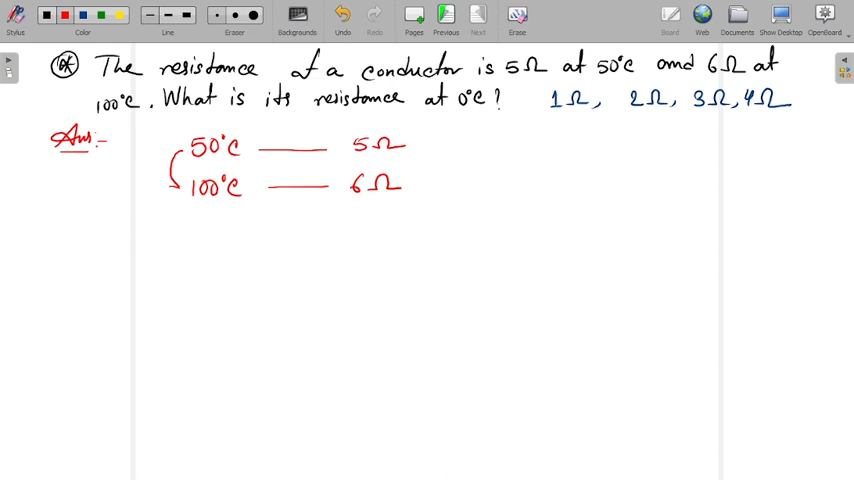 Stylus Color Line Eraser Backgrounds Undo Redo Pages Previous Next Erase Board Web Documents Show Desktop OpenBoard
The resistance of a conductor is 5Ω at 50°C and 6Ω at
100°C. What is its resistance at 0°C? 1Ω, 2Ω, 3Ω, 4Ω
Ans:-
50°C — 5Ω
100°C — 6Ω